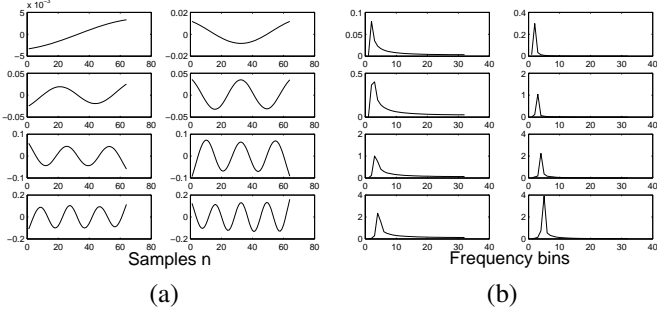 x 10⁻³
5 0.02 0.1 0.4
0 0 0.05 0.2
−5 −0.02 0 0
0 20 40 60 80 0 20 40 60 80 0 10 20 30 40 0 10 20 30 40
0.05 0.05 0.5 2
0 0 1
−0.05 −0.05 0 0
0 20 40 60 80 0 20 40 60 80 0 10 20 30 40 0 10 20 30 40
0.1 0.1 2 4
0 0 1 2
−0.1 −0.1 0 0
0 20 40 60 80 0 20 40 60 80 0 10 20 30 40 0 10 20 30 40
0.2 0.2 4 4
0 0 2 2
−0.2 −0.2 0 0
0 20 40 60 80 0 20 40 60 80 0 10 20 30 40 0 10 20 30 40
Samples n Frequency bins
(a) (b)